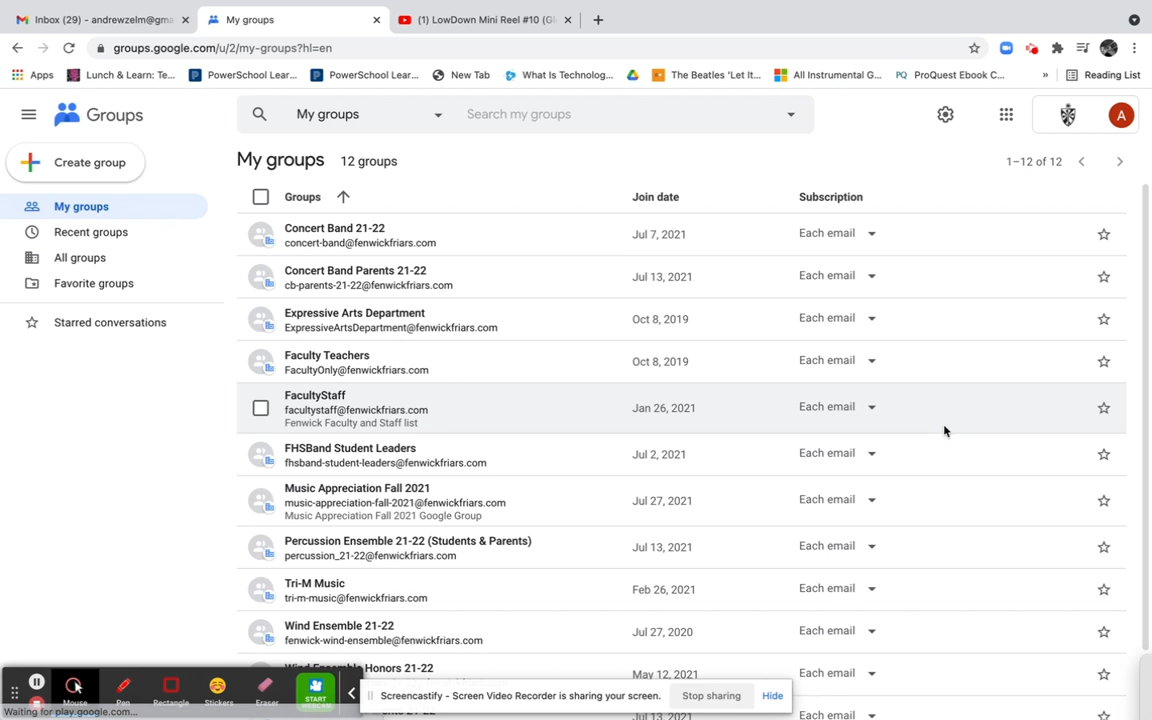 Inbox (29) - andrewzelm@gma
My groups
(1) LowDown Mini Reel #10 (Gl
groups.google.com/u/2/my-groups?hl=en
Apps
Lunch & Learn: Te...
PowerSchool Lear...
PowerSchool Lear...
New Tab
What Is Technolog...
The Beatles 'Let It...
All Instrumental G...
PQ
ProQuest Ebook C...
»
Reading List
Groups
My groups
Search my groups
A
Create group
My groups 12 groups
1–12 of 12
My groups
Recent groups
All groups
Favorite groups
Starred conversations
Groups
Join date
Subscription
Concert Band 21-22
concert-band@fenwickfriars.com
Jul 7, 2021
Each email
Concert Band Parents 21-22
cb-parents-21-22@fenwickfriars.com
Jul 13, 2021
Each email
Expressive Arts Department
ExpressiveArtsDepartment@fenwickfriars.com
Oct 8, 2019
Each email
Faculty Teachers
FacultyOnly@fenwickfriars.com
Oct 8, 2019
Each email
FacultyStaff
facultystaff@fenwickfriars.com
Fenwick Faculty and Staff list
Jan 26, 2021
Each email
FHSBand Student Leaders
fhsband-student-leaders@fenwickfriars.com
Jul 2, 2021
Each email
Music Appreciation Fall 2021
music-appreciation-fall-2021@fenwickfriars.com
Music Appreciation Fall 2021 Google Group
Jul 27, 2021
Each email
Percussion Ensemble 21-22 (Students & Parents)
percussion_21-22@fenwickfriars.com
Jul 13, 2021
Each email
Tri-M Music
tri-m-music@fenwickfriars.com
Feb 26, 2021
Each email
Wind Ensemble 21-22
fenwick-wind-ensemble@fenwickfriars.com
Jul 27, 2020
Each email
Wind Ensemble Honors 21-22
May 12, 2021
Each email
21-22
Jul 13, 2021
Each email
Mouse
Pen
Rectangle
Stickers
Eraser
START
WEBCAM
Screencastify - Screen Video Recorder is sharing your screen.
Stop sharing
Hide
Waiting for play.google.com...